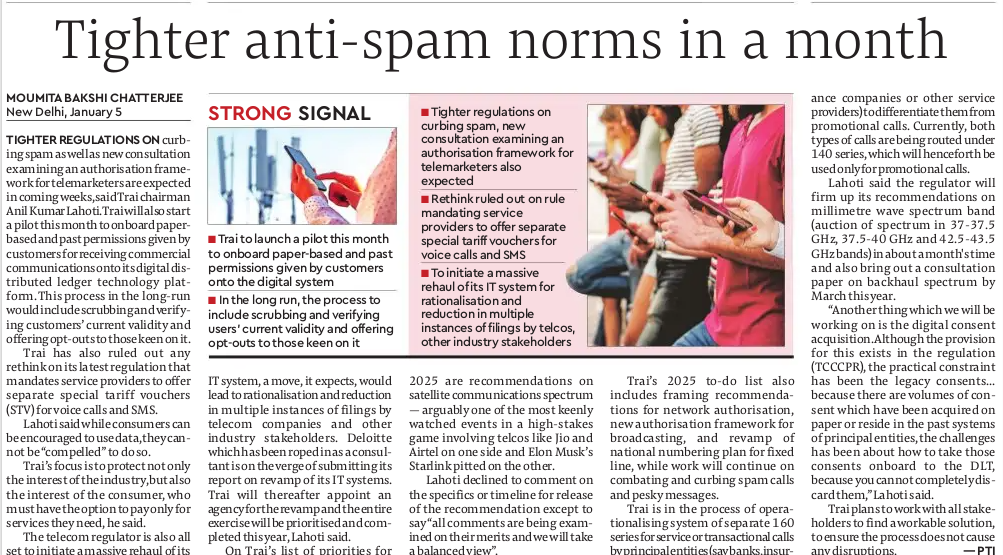 Tighter anti-spam norms in a month
MOUMITA BAKSHI CHATTERJEE
New Delhi, January 5
TIGHTER REGULATIONS ON curb-
ing spam as well as new consultation
examining an authorisation frame-
work for telemarketers are expected
in coming weeks, said Trai chairman
Anil Kumar Lahoti. Trai will also start
a pilot this month to onboard paper-
based and past permissions given by
customers for receiving commercial
communications onto its digital dis-
tributed ledger technology plat-
form. This process in the long-run
would include scrubbing and verify-
ing customers' current validity and
offering opt-outs to those keen on it.
Trai has also ruled out any
rethink on its latest regulation that
mandates service providers to offer
separate special tariff vouchers
(STV) for voice calls and SMS.
Lahoti said while consumers can
be encouraged to use data, they can-
not be "compelled" to do so.
Trai's focus is to protect not only
the interest of the industry, but also
the interest of the consumer, who
must have the option to pay only for
services they need, he said.
The telecom regulator is also all
set to initiate a massive rehaul of its
STRONG SIGNAL
Trai to launch a pilot this month
to onboard paper-based and past
permissions given by customers
onto the digital system
In the long run, the process to
include scrubbing and verifying
users' current validity and offering
opt-outs to those keen on it
Tighter regulations on
curbing spam, new
consultation examining an
authorisation framework for
telemarketers also
expected
Rethink ruled out on rule
mandating service
providers to offer separate
special tariff vouchers for
voice calls and SMS
To initiate a massive
rehaul of its IT system for
rationalisation and
reduction in multiple
instances of filings by telcos,
other industry stakeholders
IT system, a move, it expects, would
lead to rationalisation and reduction
in multiple instances of filings by
telecom companies and other
industry stakeholders. Deloitte
which has been roped in as a consul-
tant is on the verge of submitting its
report on revamp of its IT systems.
Trai will thereafter appoint an
agency for the revamp and the entire
exercise will be prioritised and com-
pleted this year, Lahoti said.
On Trai's list of priorities for
2025 are recommendations on
satellite communications spectrum
— arguably one of the most keenly
watched events in a high-stakes
game involving telcos like Jio and
Airtel on one side and Elon Musk's
Starlink pitted on the other.
Lahoti declined to comment on
the specifics or timeline for release
of the recommendation except to
say "all comments are being exam-
ined on their merits and we will take
a balanced view".
Trai's 2025 to-do list also
includes framing recommenda-
tions for network authorisation,
new authorisation framework for
broadcasting, and revamp of
national numbering plan for fixed
line, while work will continue on
combating and curbing spam calls
and pesky messages.
Trai is in the process of opera-
tionalising system of separate 160
series for service or transactional calls
by principal entities (say banks, insur-
ance companies or other service
providers) to differentiate them from
promotional calls. Currently, both
types of calls are being routed under
140 series, which will henceforth be
used only for promotional calls.
Lahoti said the regulator will
firm up its recommendations on
millimetre wave spectrum band
(auction of spectrum in 37-37.5
GHz, 37.5-40 GHz and 42.5-43.5
GHz bands) in about a month's time
and also bring out a consultation
paper on backhaul spectrum by
March this year.
"Another thing which we will be
working on is the digital consent
acquisition. Although the provision
for this exists in the regulation
(TCCCPR), the practical constraint
has been the legacy consents...
because there are volumes of con-
sent which have been acquired on
paper or reside in the past systems
of principal entities, the challenges
has been about how to take those
consents onboard to the DLT,
because you cannot completely dis-
card them," Lahoti said.
Trai plans to work with all stake-
holders to find a workable solution,
to ensure the process does not cause
any disruptions. — PTI